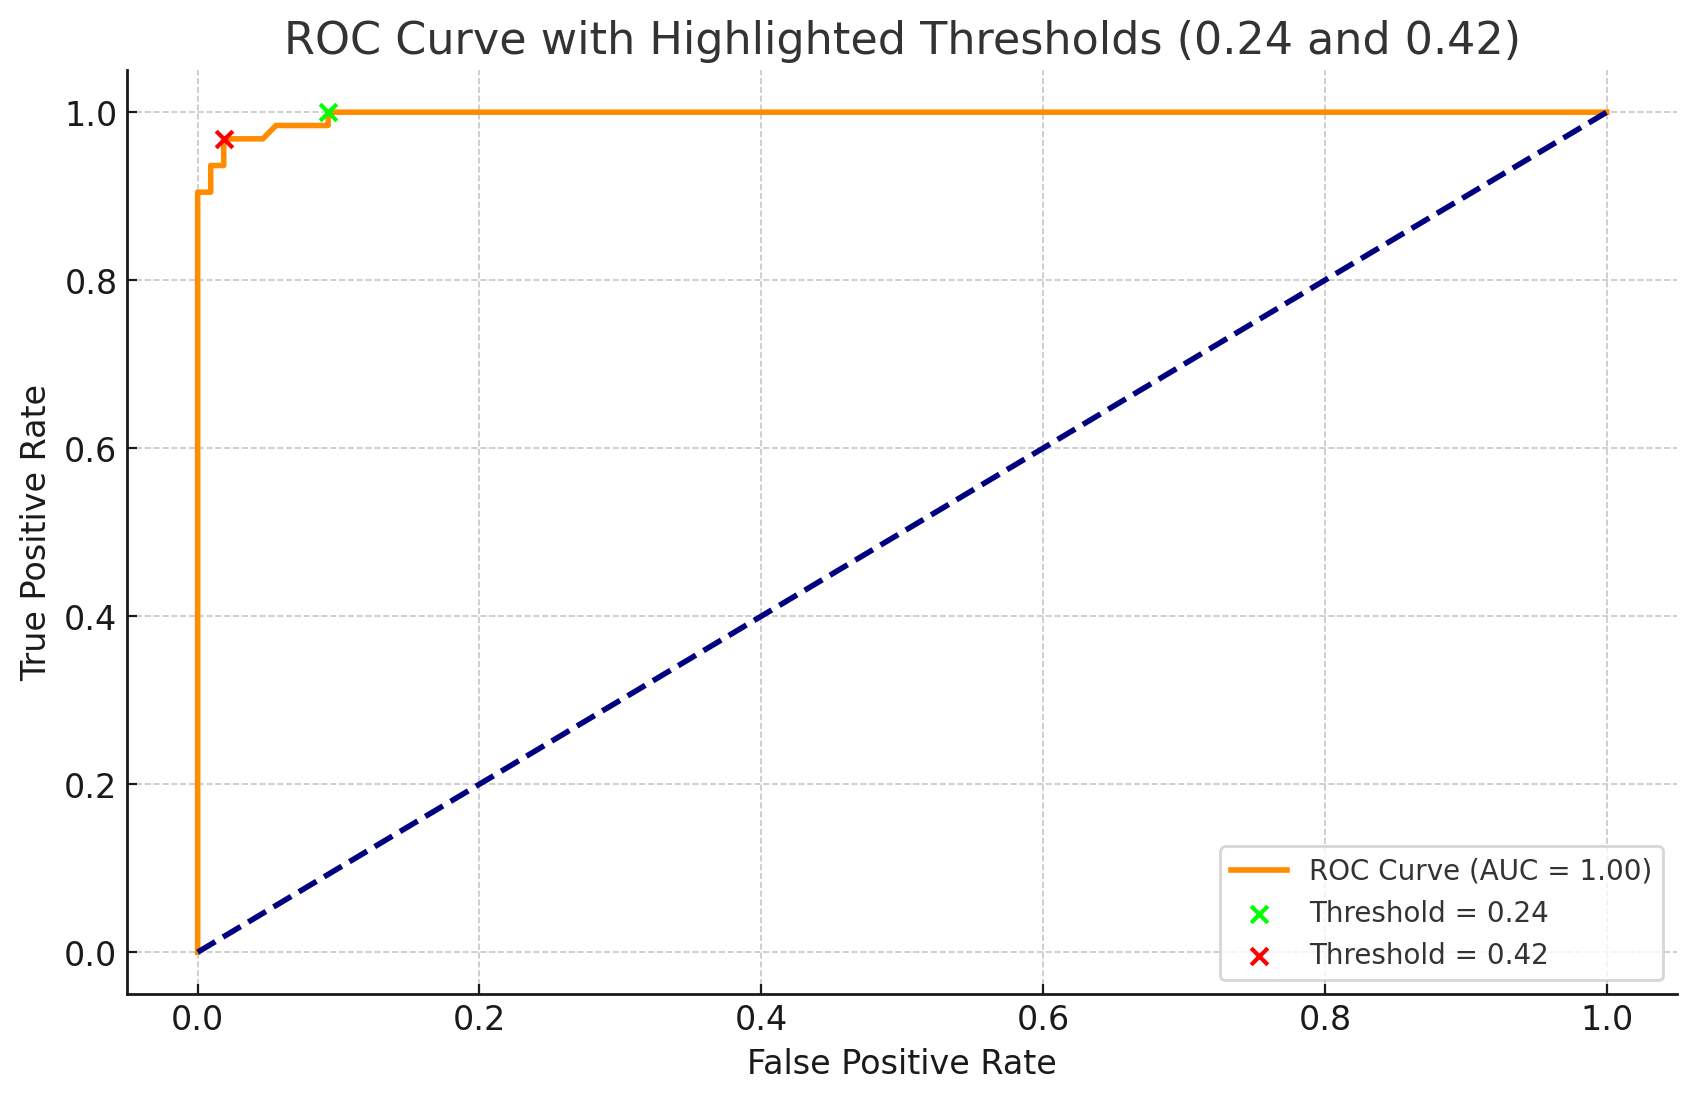 ROC Curve with Highlighted Thresholds (0.24 and 0.42)
True Positive Rate
1.0
0.8
0.6
0.4
0.2
0.0
0.0 0.2 0.4 0.6 0.8 1.0
False Positive Rate
ROC Curve (AUC = 1.00)
Threshold = 0.24
Threshold = 0.42